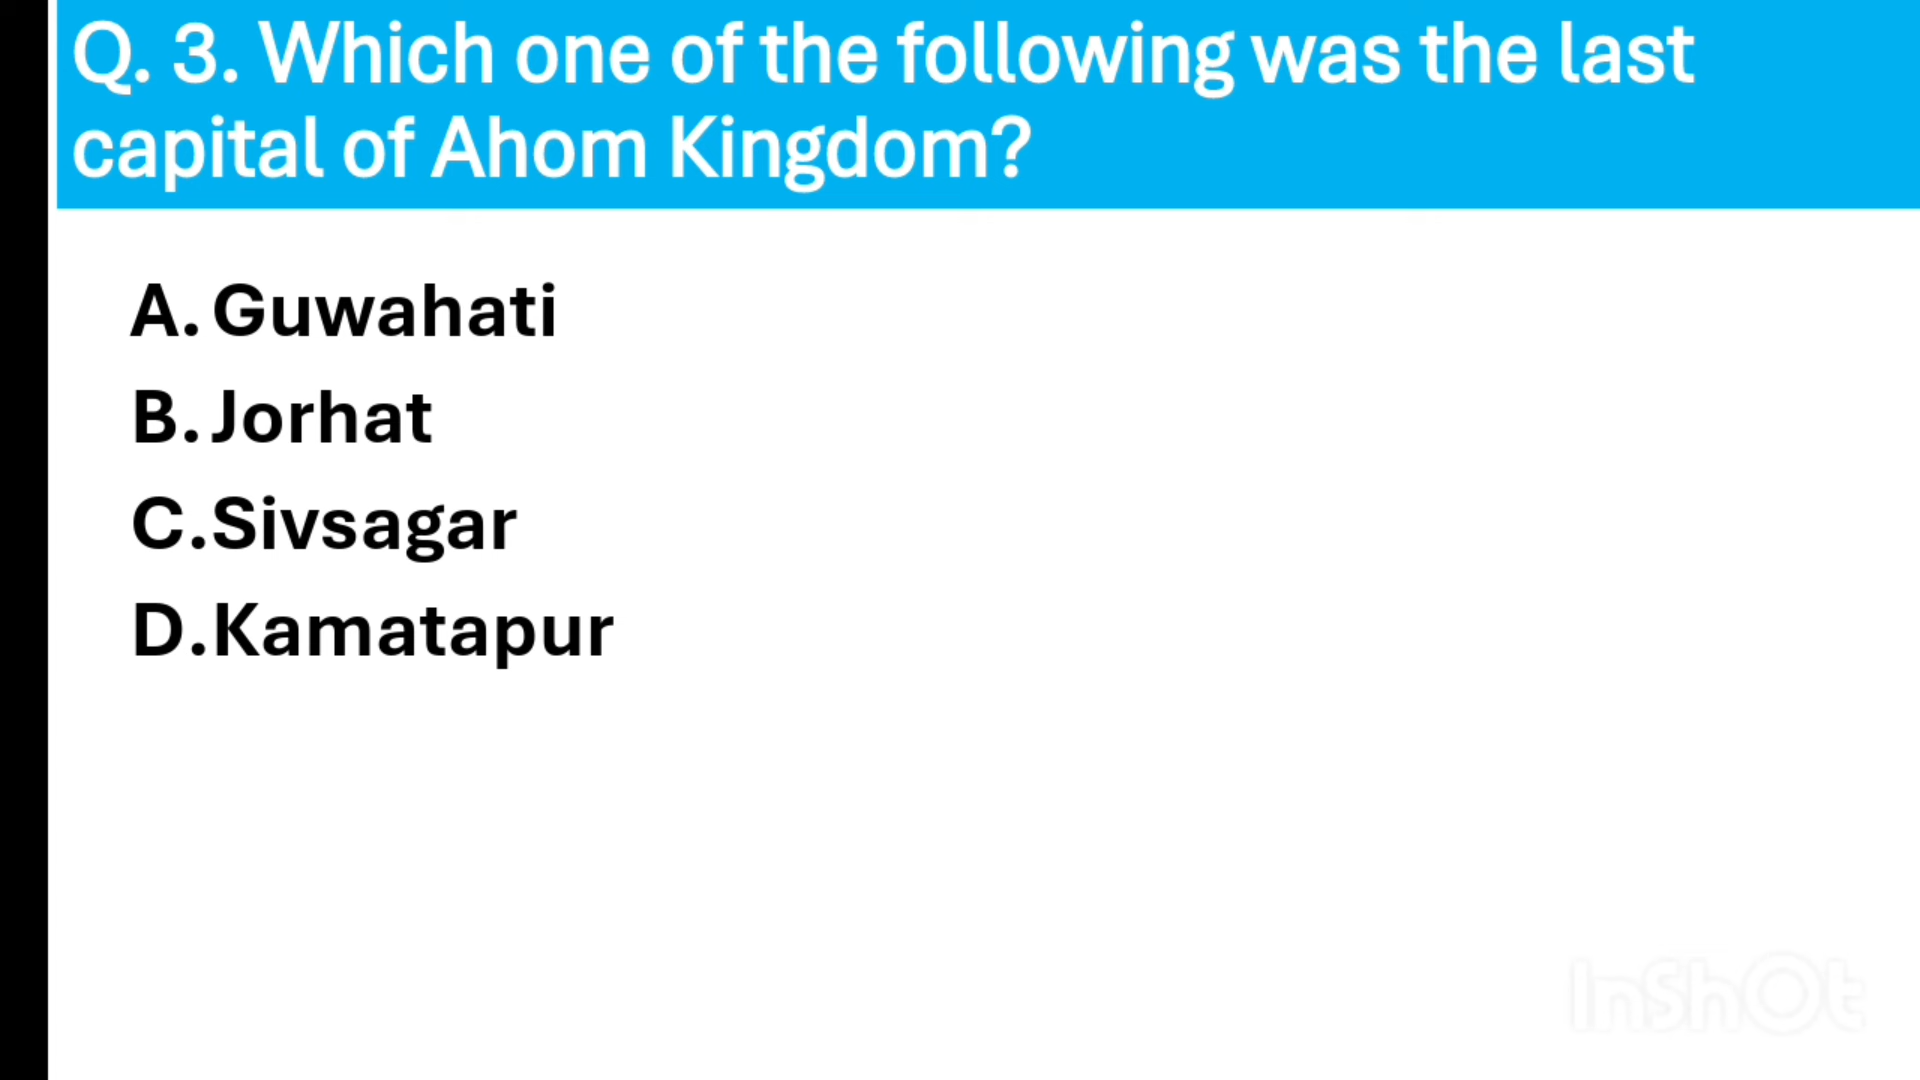 Q. 3. Which one of the following was the last
capital of Ahom Kingdom?
A. Guwahati
B. Jorhat
C. Sivsagar
D. Kamatapur
InShOt